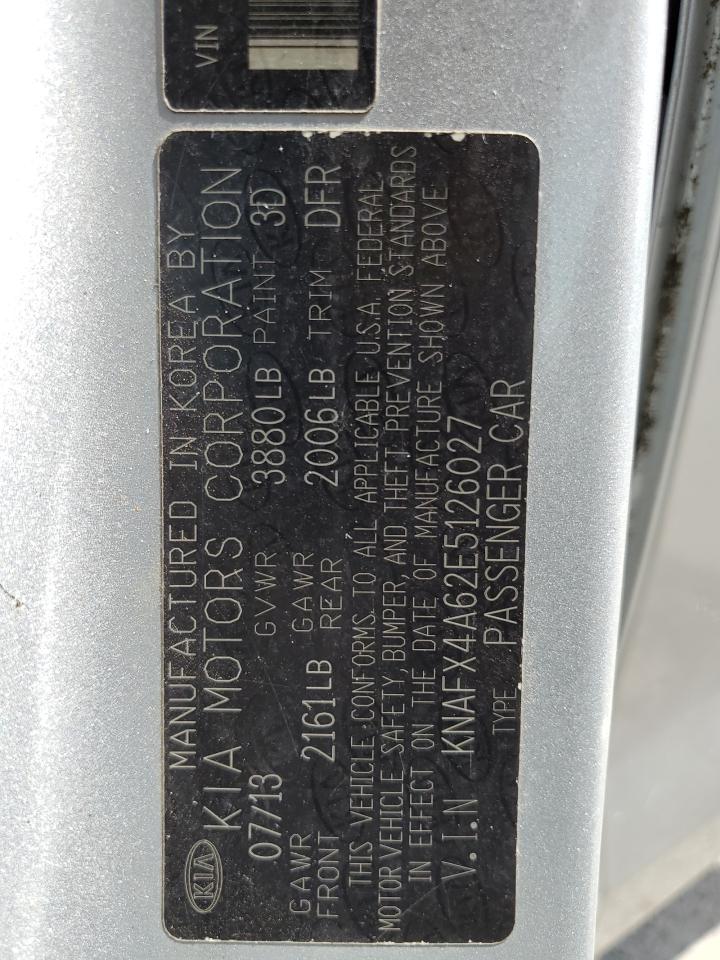 VIN
KIA
MANUFACTURED IN KOREA BY
KIA MOTORS CORPORATION
07/13 GVWR 3880LB PAINT 3D
GAWR FRONT 2161LB GAWR REAR 2006LB TRIM DFR
THIS VEHICLE CONFORMS TO ALL APPLICABLE U.S.A. FEDERAL
MOTOR VEHICLE SAFETY, BUMPER, AND THEFT PREVENTION STANDARDS
IN EFFECT ON THE DATE OF MANUFACTURE SHOWN ABOVE
V.I.N KNAFX4A62E5126027
TYPE PASSENGER CAR